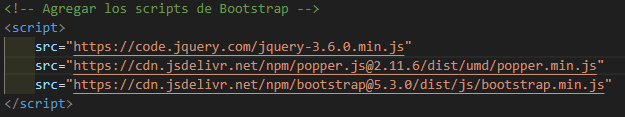 <!-- Agregar los scripts de Bootstrap -->
<script>
src="https://code.jquery.com/jquery-3.6.0.min.js"
src="https://cdn.jsdelivr.net/npm/popper.js@2.11.6/dist/umd/popper.min.js"
src="https://cdn.jsdelivr.net/npm/bootstrap@5.3.0/dist/js/bootstrap.min.js"
</script>